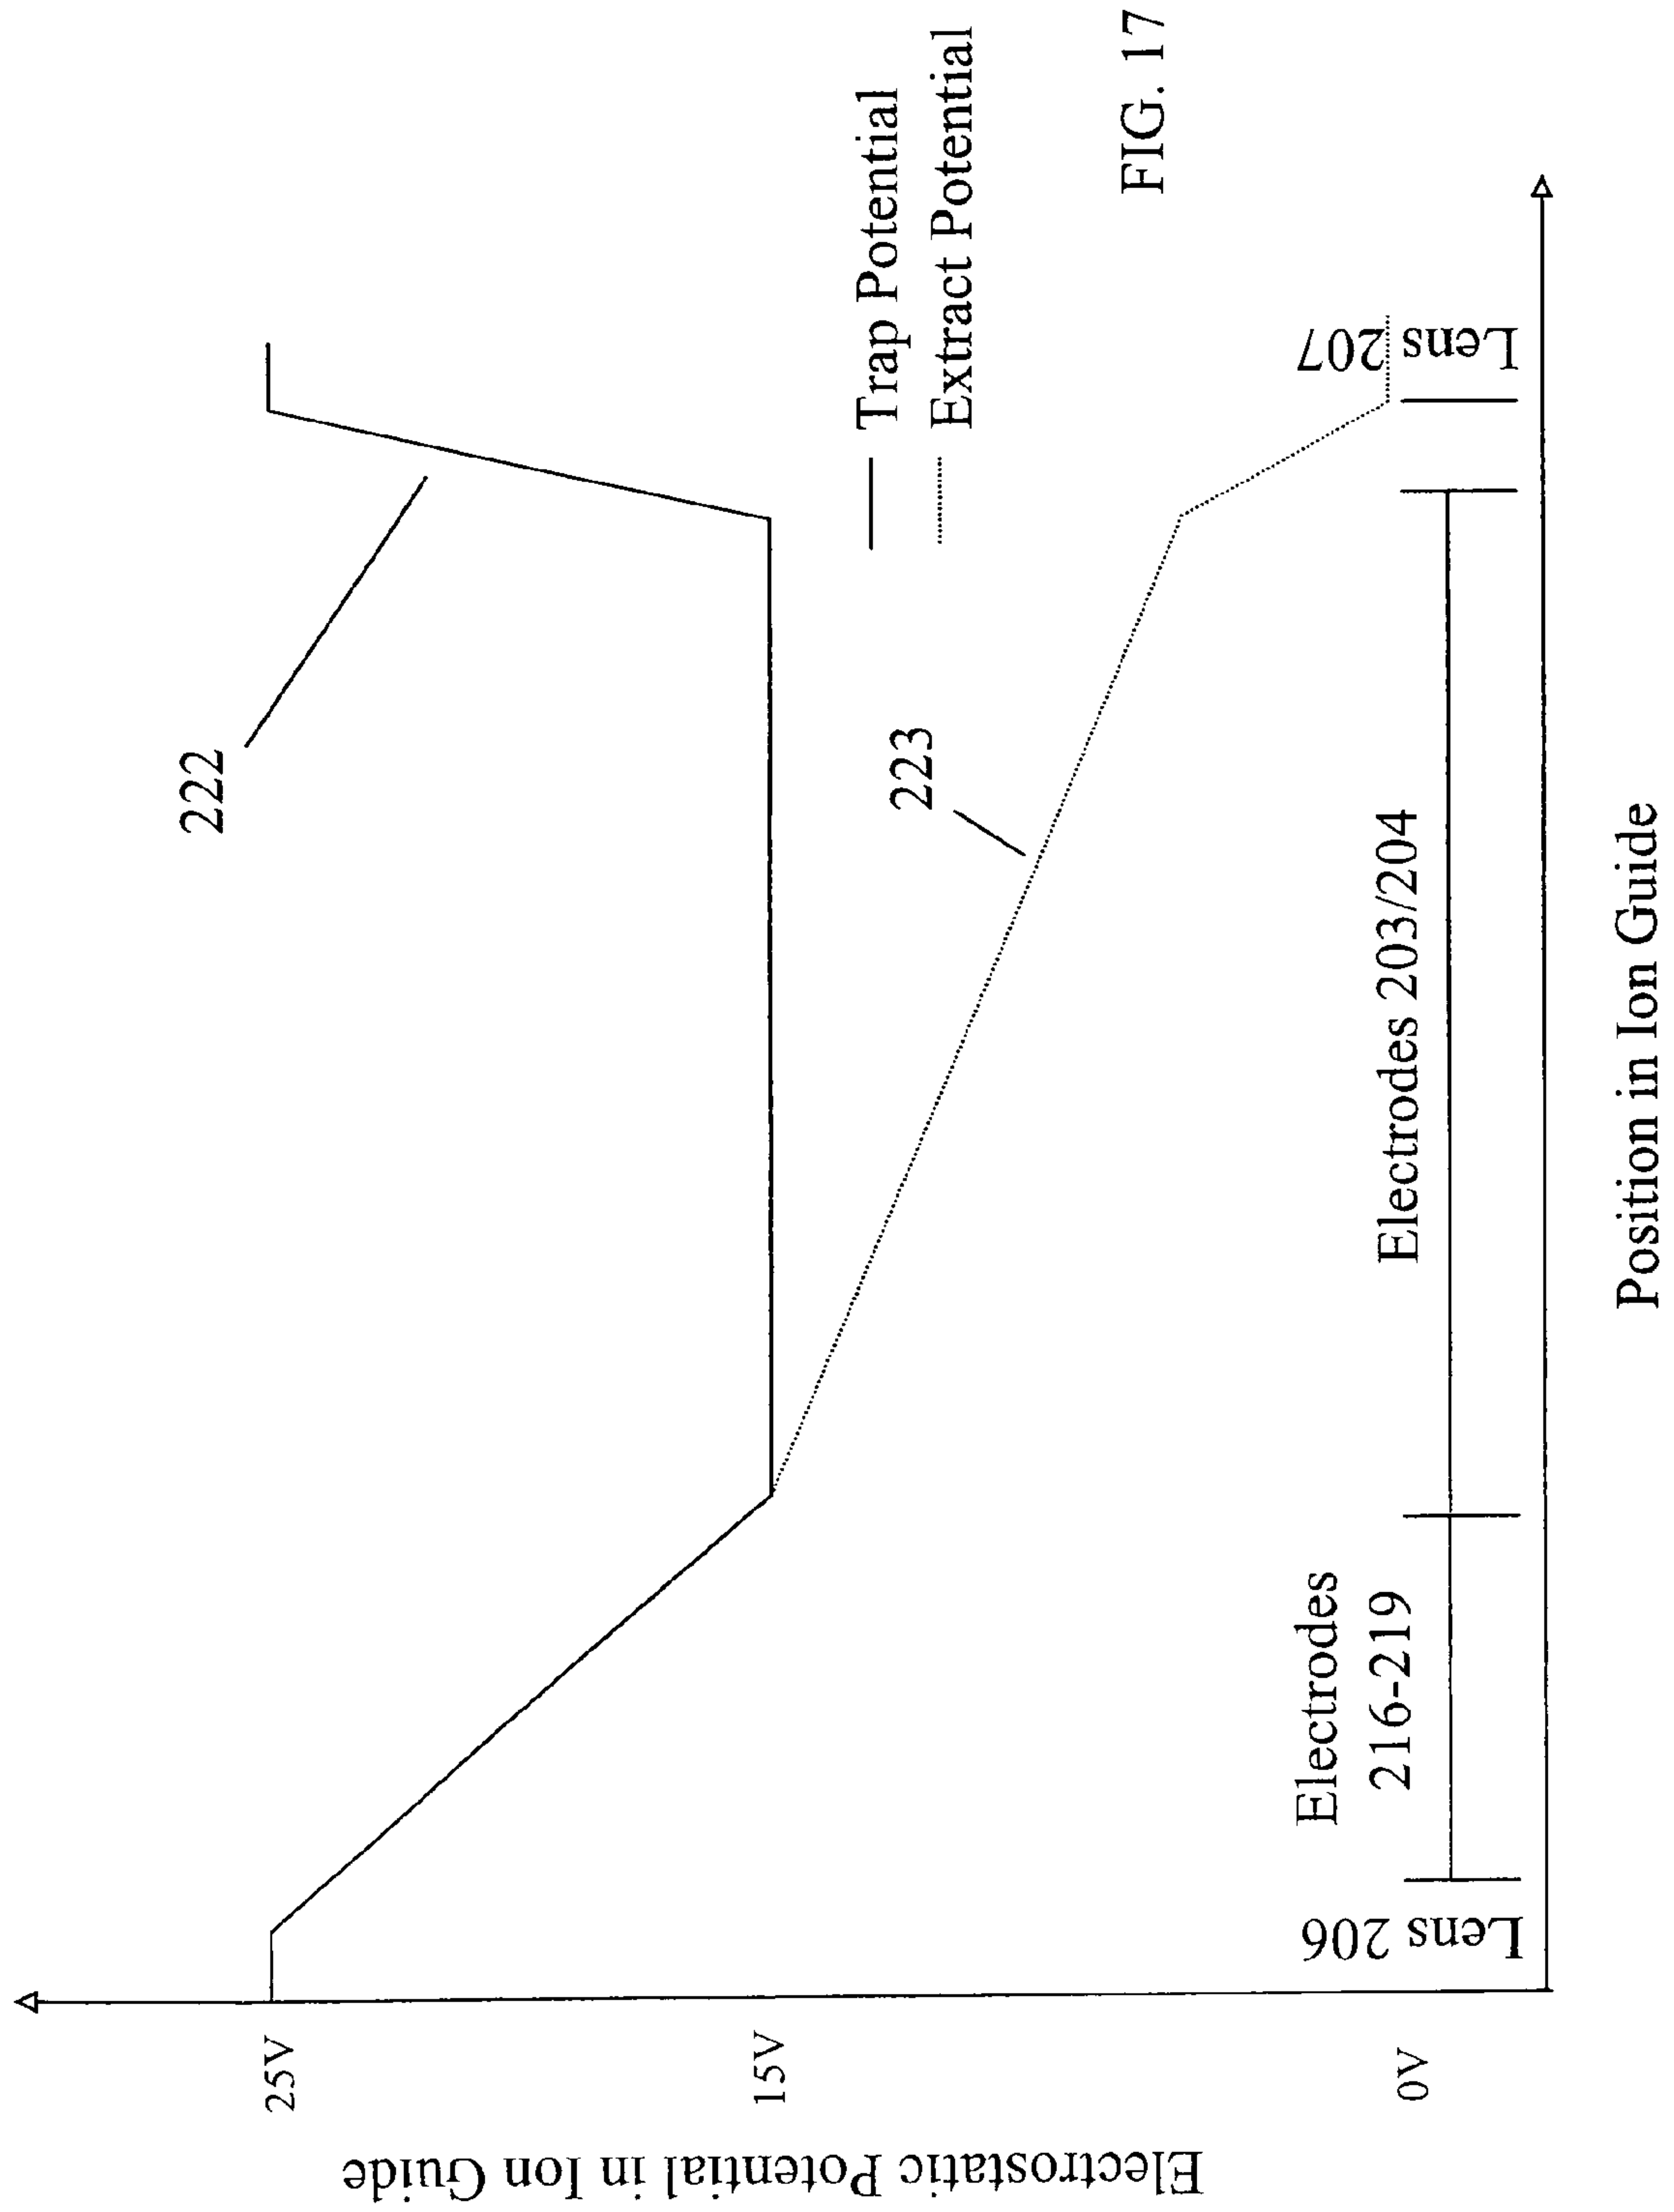 Electrostatic Potential in Ion Guide
25V
15V
0V
222
223
Trap Potential
Extract Potential
Lens 206
Electrodes
216-219
Electrodes 203/204
Lens 207
Position in Ion Guide
FIG. 17